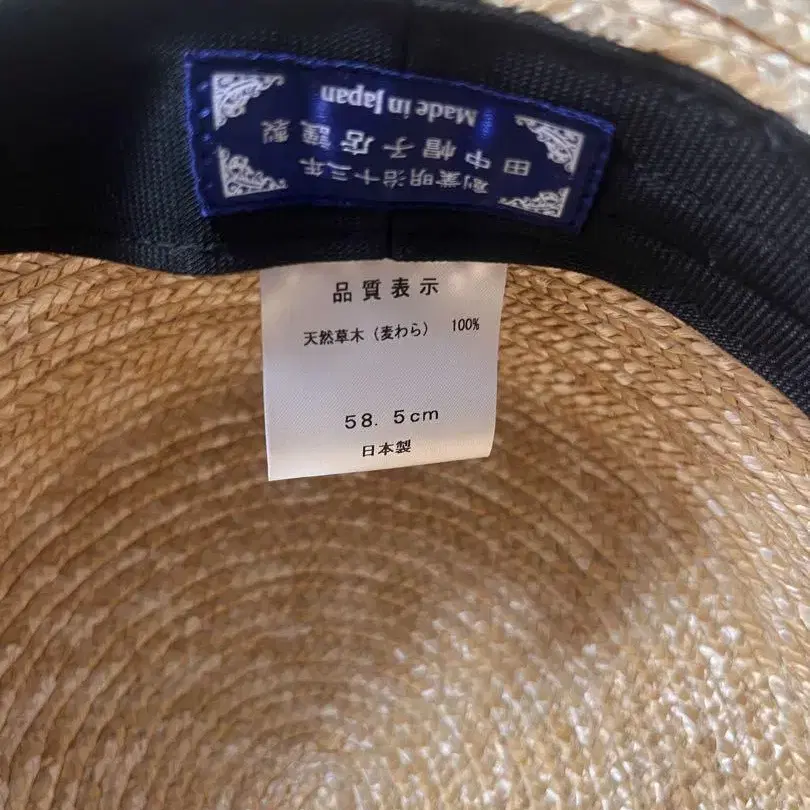 創業明治十三年
田中帽子店謹製
Made in Japan
品質表示
天然草木（麦わら） 100%
58. 5cm
日本製